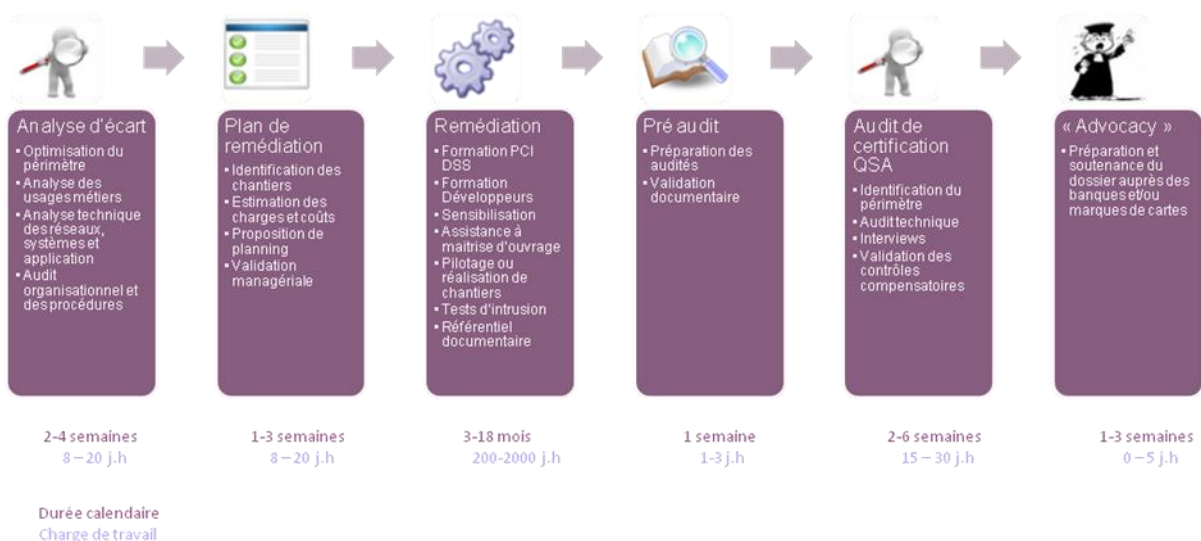 Analyse d'écart
▪ Optimisation du
périmètre
▪ Analyse des
usages métiers
▪ Analyse technique
des réseaux,
systèmes et
application
▪ Audit
organisationnel et
des procédures
2-4 semaines
8 – 20 j.h
Plan de
remédiation
▪ Identification des
chantiers
▪ Estimation des
charges et coûts
▪ Proposition de
planning
▪ Validation
managériale
1-3 semaines
8 – 20 j.h
Remédiation
▪ Formation PCI
DSS
▪ Formation
Développeurs
▪ Sensibilisation
▪ Assistance à
maitrise d'ouvrage
▪ Pilotage ou
réalisation de
chantiers
▪ Tests d'intrusion
▪ Référentiel
documentaire
3-18 mois
200-2000 j.h
Pré audit
▪ Préparation des
audités
▪ Validation
documentaire
1 semaine
1-3 j.h
Audit de
certification
QSA
▪ Identification du
périmètre
▪ Audit technique
▪ Interviews
▪ Validation des
contrôles
compensatoires
2-6 semaines
15 – 30 j.h
« Advocacy »
▪ Préparation et
soutenance du
dossier auprès des
banques et/ou
marques de cartes
1-3 semaines
0 – 5 j.h
Durée calendaire
Charge de travail